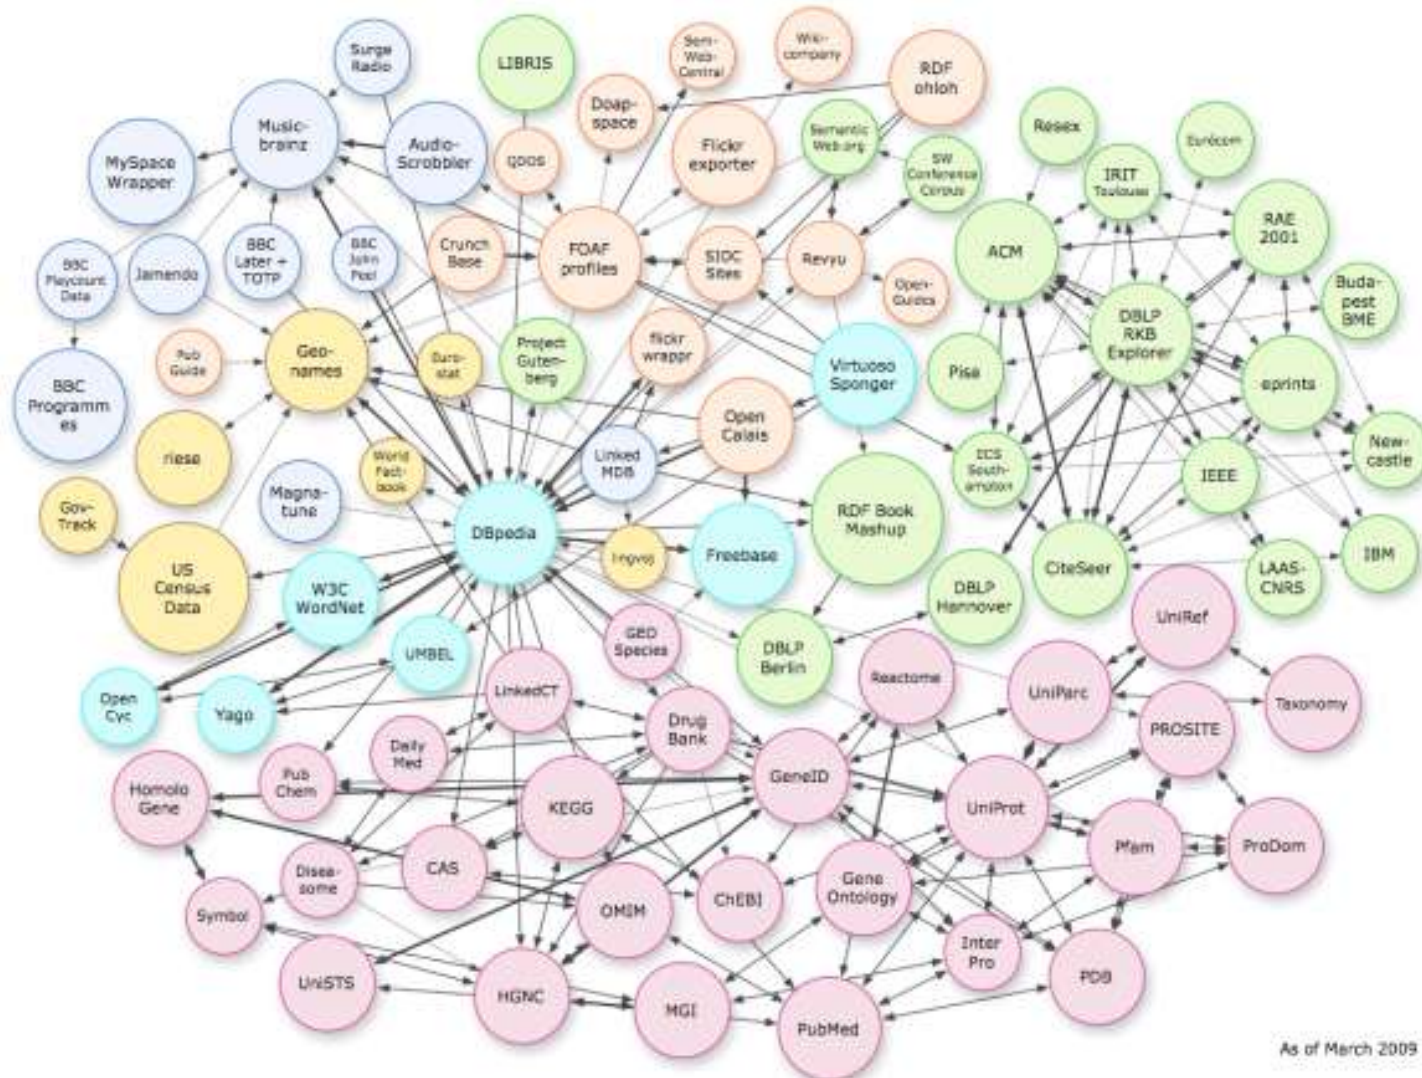 Surge
Radio
LIBRIS
Sem-
Web-
Central
Wiki-
company
RDF
ohloh
Doap-
space
Music-
brainz
Audio-
Scrobbler
MySpace
Wrapper
QDOS
Flickr
exporter
Semantic
Web.org
SW
Conference
Corpus
Resex
Eurécom
IRIT
Toulouse
RAE
2001
ACM
BBC
Playcount
Data
Jamendo
BBC
Later +
TOTP
BBC
John
Peel
Crunch
Base
FOAF
profiles
SIOC
Sites
Revyu
Open-
Guides
DBLP
RKB
Explorer
Buda-
pest
BME
Pub
Guide
Geo-
names
Euro-
stat
Project
Guten-
berg
flickr
wrappr
Virtuoso
Sponger
Pisa
eprints
BBC
Programm
es
riese
World
Fact-
book
Linked
MDB
Open
Calais
ICS
South-
ampton
IEEE
New-
castle
Gov-
Track
Magna-
tune
DBpedia
lingvoj
Freebase
RDF Book
Mashup
US
Census
Data
W3C
WordNet
CiteSeer
LAAS-
CNRS
IBM
DBLP
Hannover
UniRef
UMBEL
GEO
Species
DBLP
Berlin
Reactome
UniParc
Taxonomy
Open
Cyc
Yago
LinkedCT
Drug
Bank
PROSITE
Daily
Med
Pub
Chem
Homolo
Gene
KEGG
GeneID
UniProt
Pfam
ProDom
Disea-
some
CAS
ChEBI
Gene
Ontology
Symbol
OMIM
Inter
Pro
UniSTS
HGNC
MGI
PubMed
PDB
As of March 2009